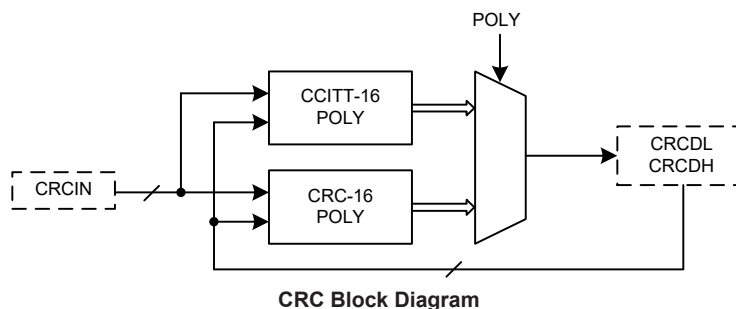 POLY
CCITT-16
POLY
CRCDL
CRCDH
CRCIN
CRC-16
POLY
CRC Block Diagram